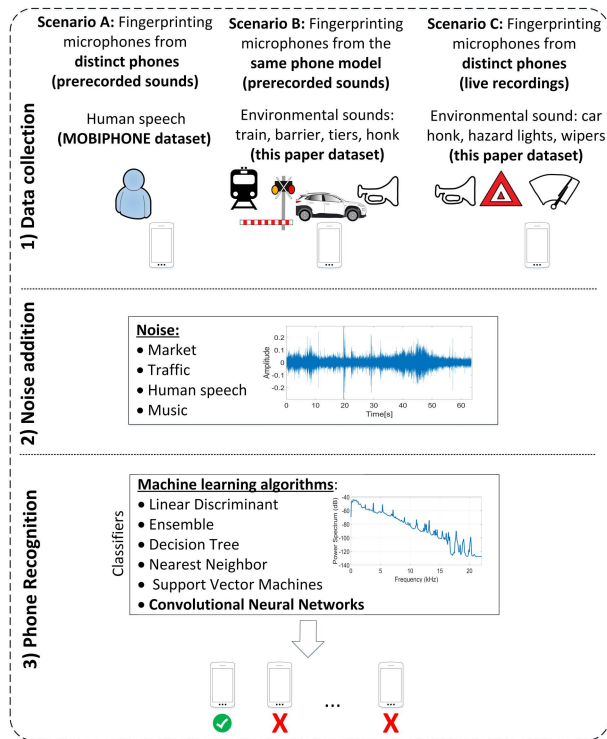 Scenario A: Fingerprinting
microphones from
distinct phones
(prerecorded sounds)
Human speech
(MOBIPHONE dataset)
Scenario B: Fingerprinting
microphones from the
same phone model
(prerecorded sounds)
Environmental sounds:
train, barrier, tiers, honk
(this paper dataset)
Scenario C: Fingerprinting
microphones from
distinct phones
(live recordings)
Environmental sound: car
honk, hazard lights, wipers
(this paper dataset)
1) Data collection
2) Noise addition
Noise:
• Market
• Traffic
• Human speech
• Music
Amplitude
0.2
0.1
0
-0.1
-0.2
0 10 20 30 40 50 60
Time[s]
3) Phone Recognition
Classifiers
Machine learning algorithms:
• Linear Discriminant
• Ensemble
• Decision Tree
• Nearest Neighbor
• Support Vector Machines
• Convolutional Neural Networks
Power Spectrum (dB)
-40
-60
-80
-100
-120
-140
0 5 10 15 20
Frequency (kHz)
...
X
X